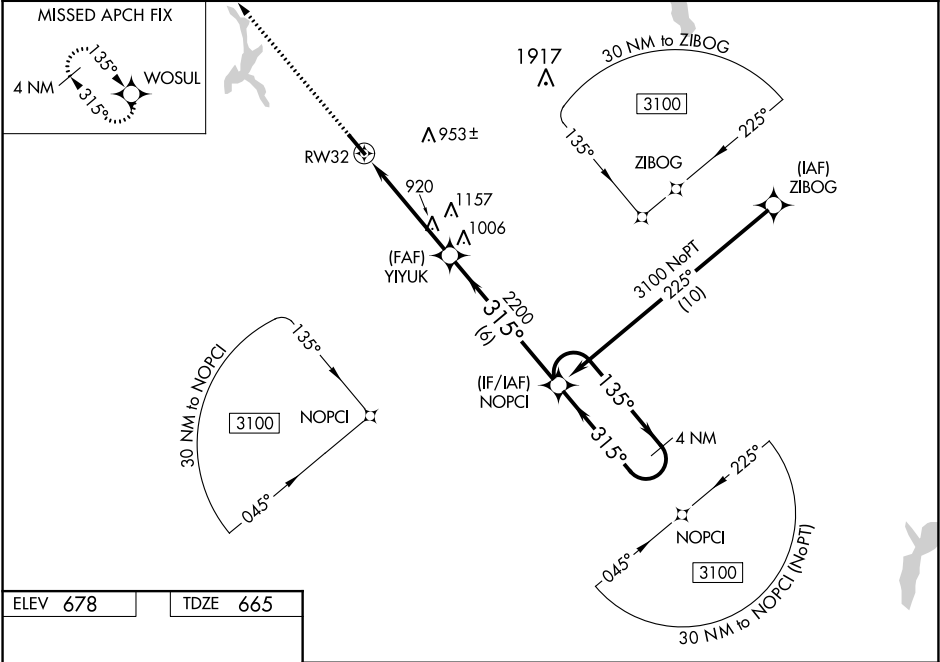 MISSED APCH FIX
135°
WOSUL
4 NM
315°
1917
30 NM to ZIBOG
3100
135°
225°
ZIBOG
953±
RW32
920
1157
1006
(IAF)
ZIBOG
(FAF)
YIYUK
3100 NoPT
225°
(10)
2200
315°
(6)
(IF/IAF)
NOPCI
135°
315°
4 NM
30 NM to NOPCI
135°
3100
NOPCI
045°
225°
045°
NOPCI
3100
30 NM to NOPCI (NoPT)
ELEV 678
TDZE 665